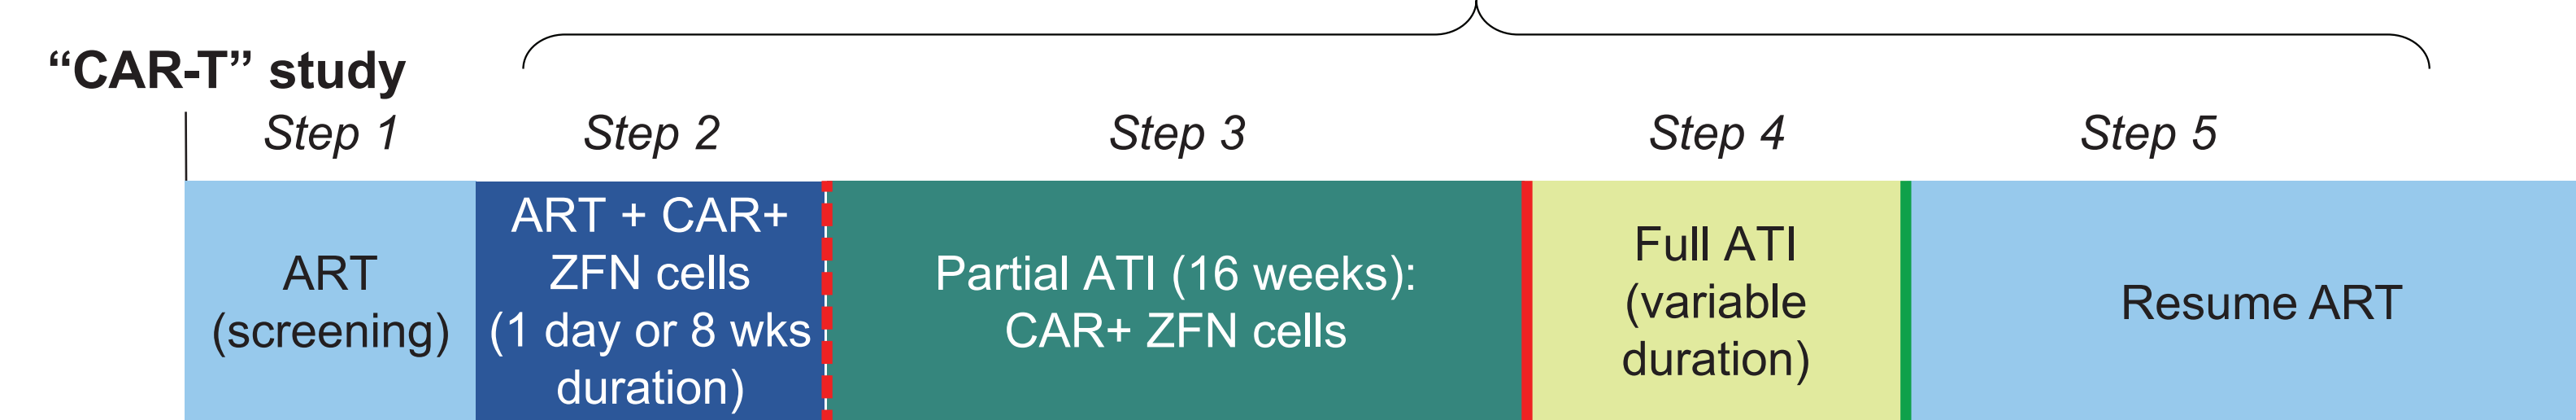 “CAR-T” study
Step 1
Step 2
Step 3
Step 4
Step 5
ART
(screening)
ART + CAR+
ZFN cells
(1 day or 8 wks
duration)
Partial ATI (16 weeks):
CAR+ ZFN cells
Full ATI
(variable
duration)
Resume ART